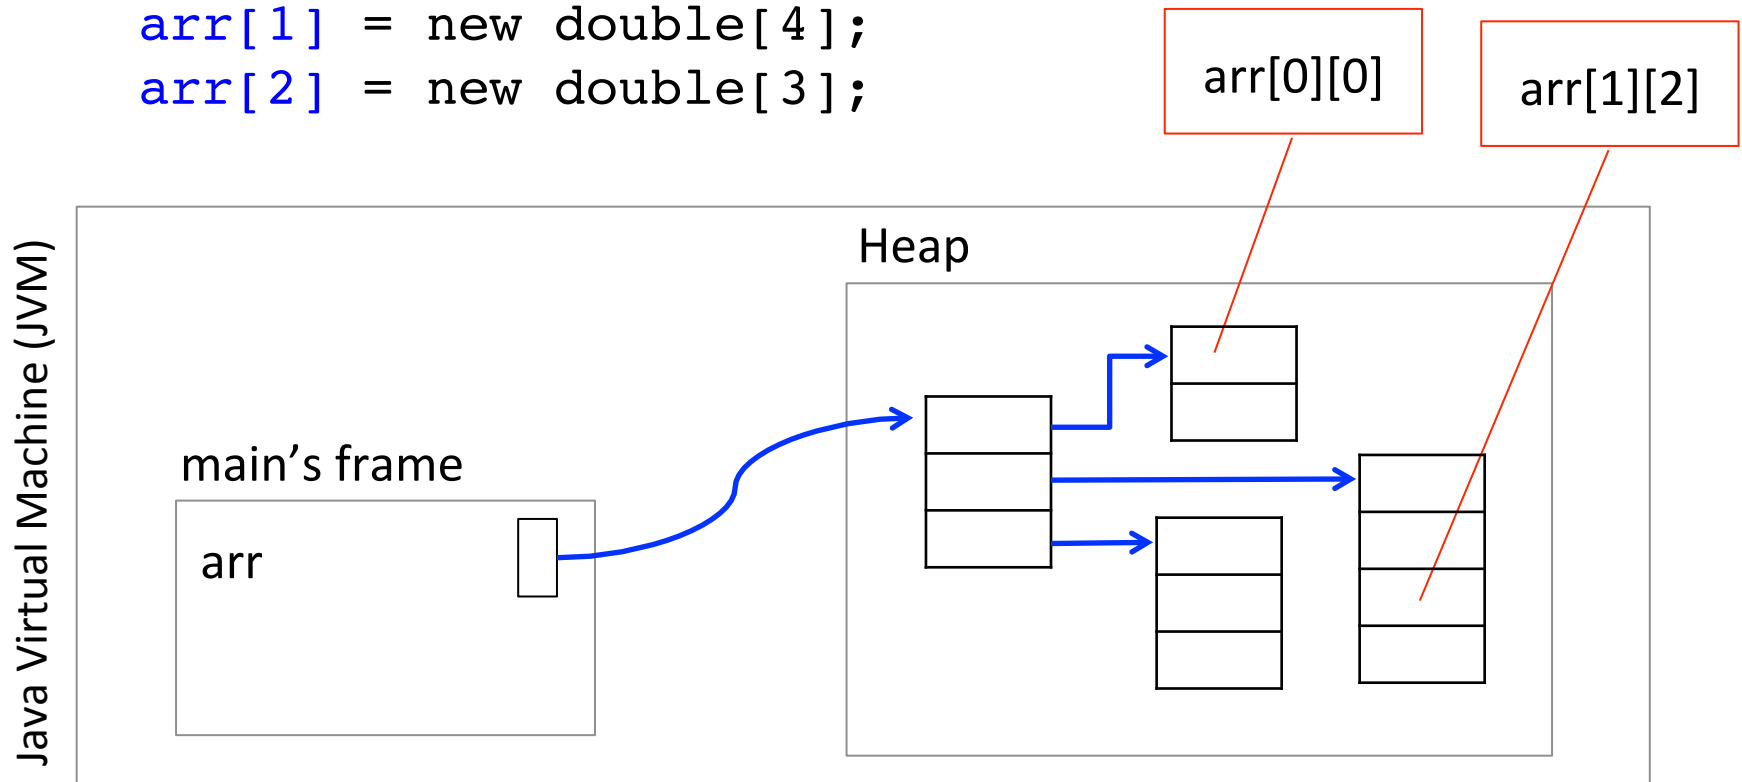 arr[1] = new double[4];
arr[2] = new double[3];
arr[0][0]
arr[1][2]
Java Virtual Machine (JVM)
Heap
main’s frame
arr